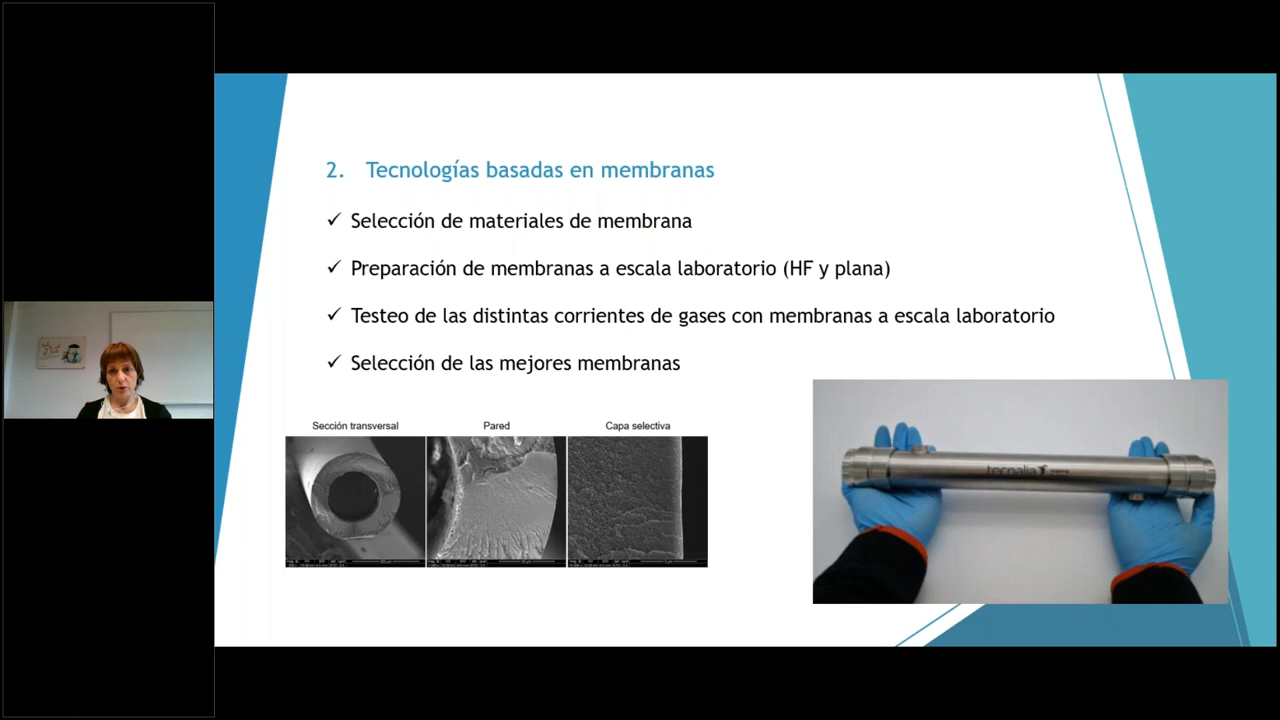 2. Tecnologías basadas en membranas
✓ Selección de materiales de membrana
✓ Preparación de membranas a escala laboratorio (HF y plana)
✓ Testeo de las distintas corrientes de gases con membranas a escala laboratorio
✓ Selección de las mejores membranas
Sección transversal
Pared
Capa selectiva
tecnalia